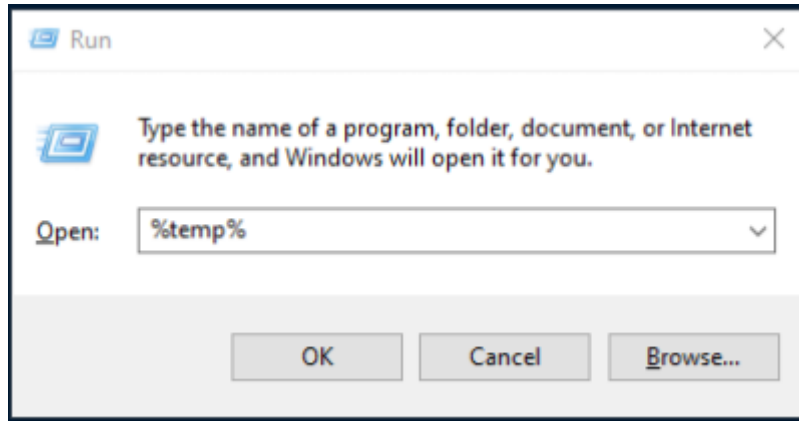 Run
Type the name of a program, folder, document, or Internet
resource, and Windows will open it for you.
Open: %temp%
OK Cancel Browse...